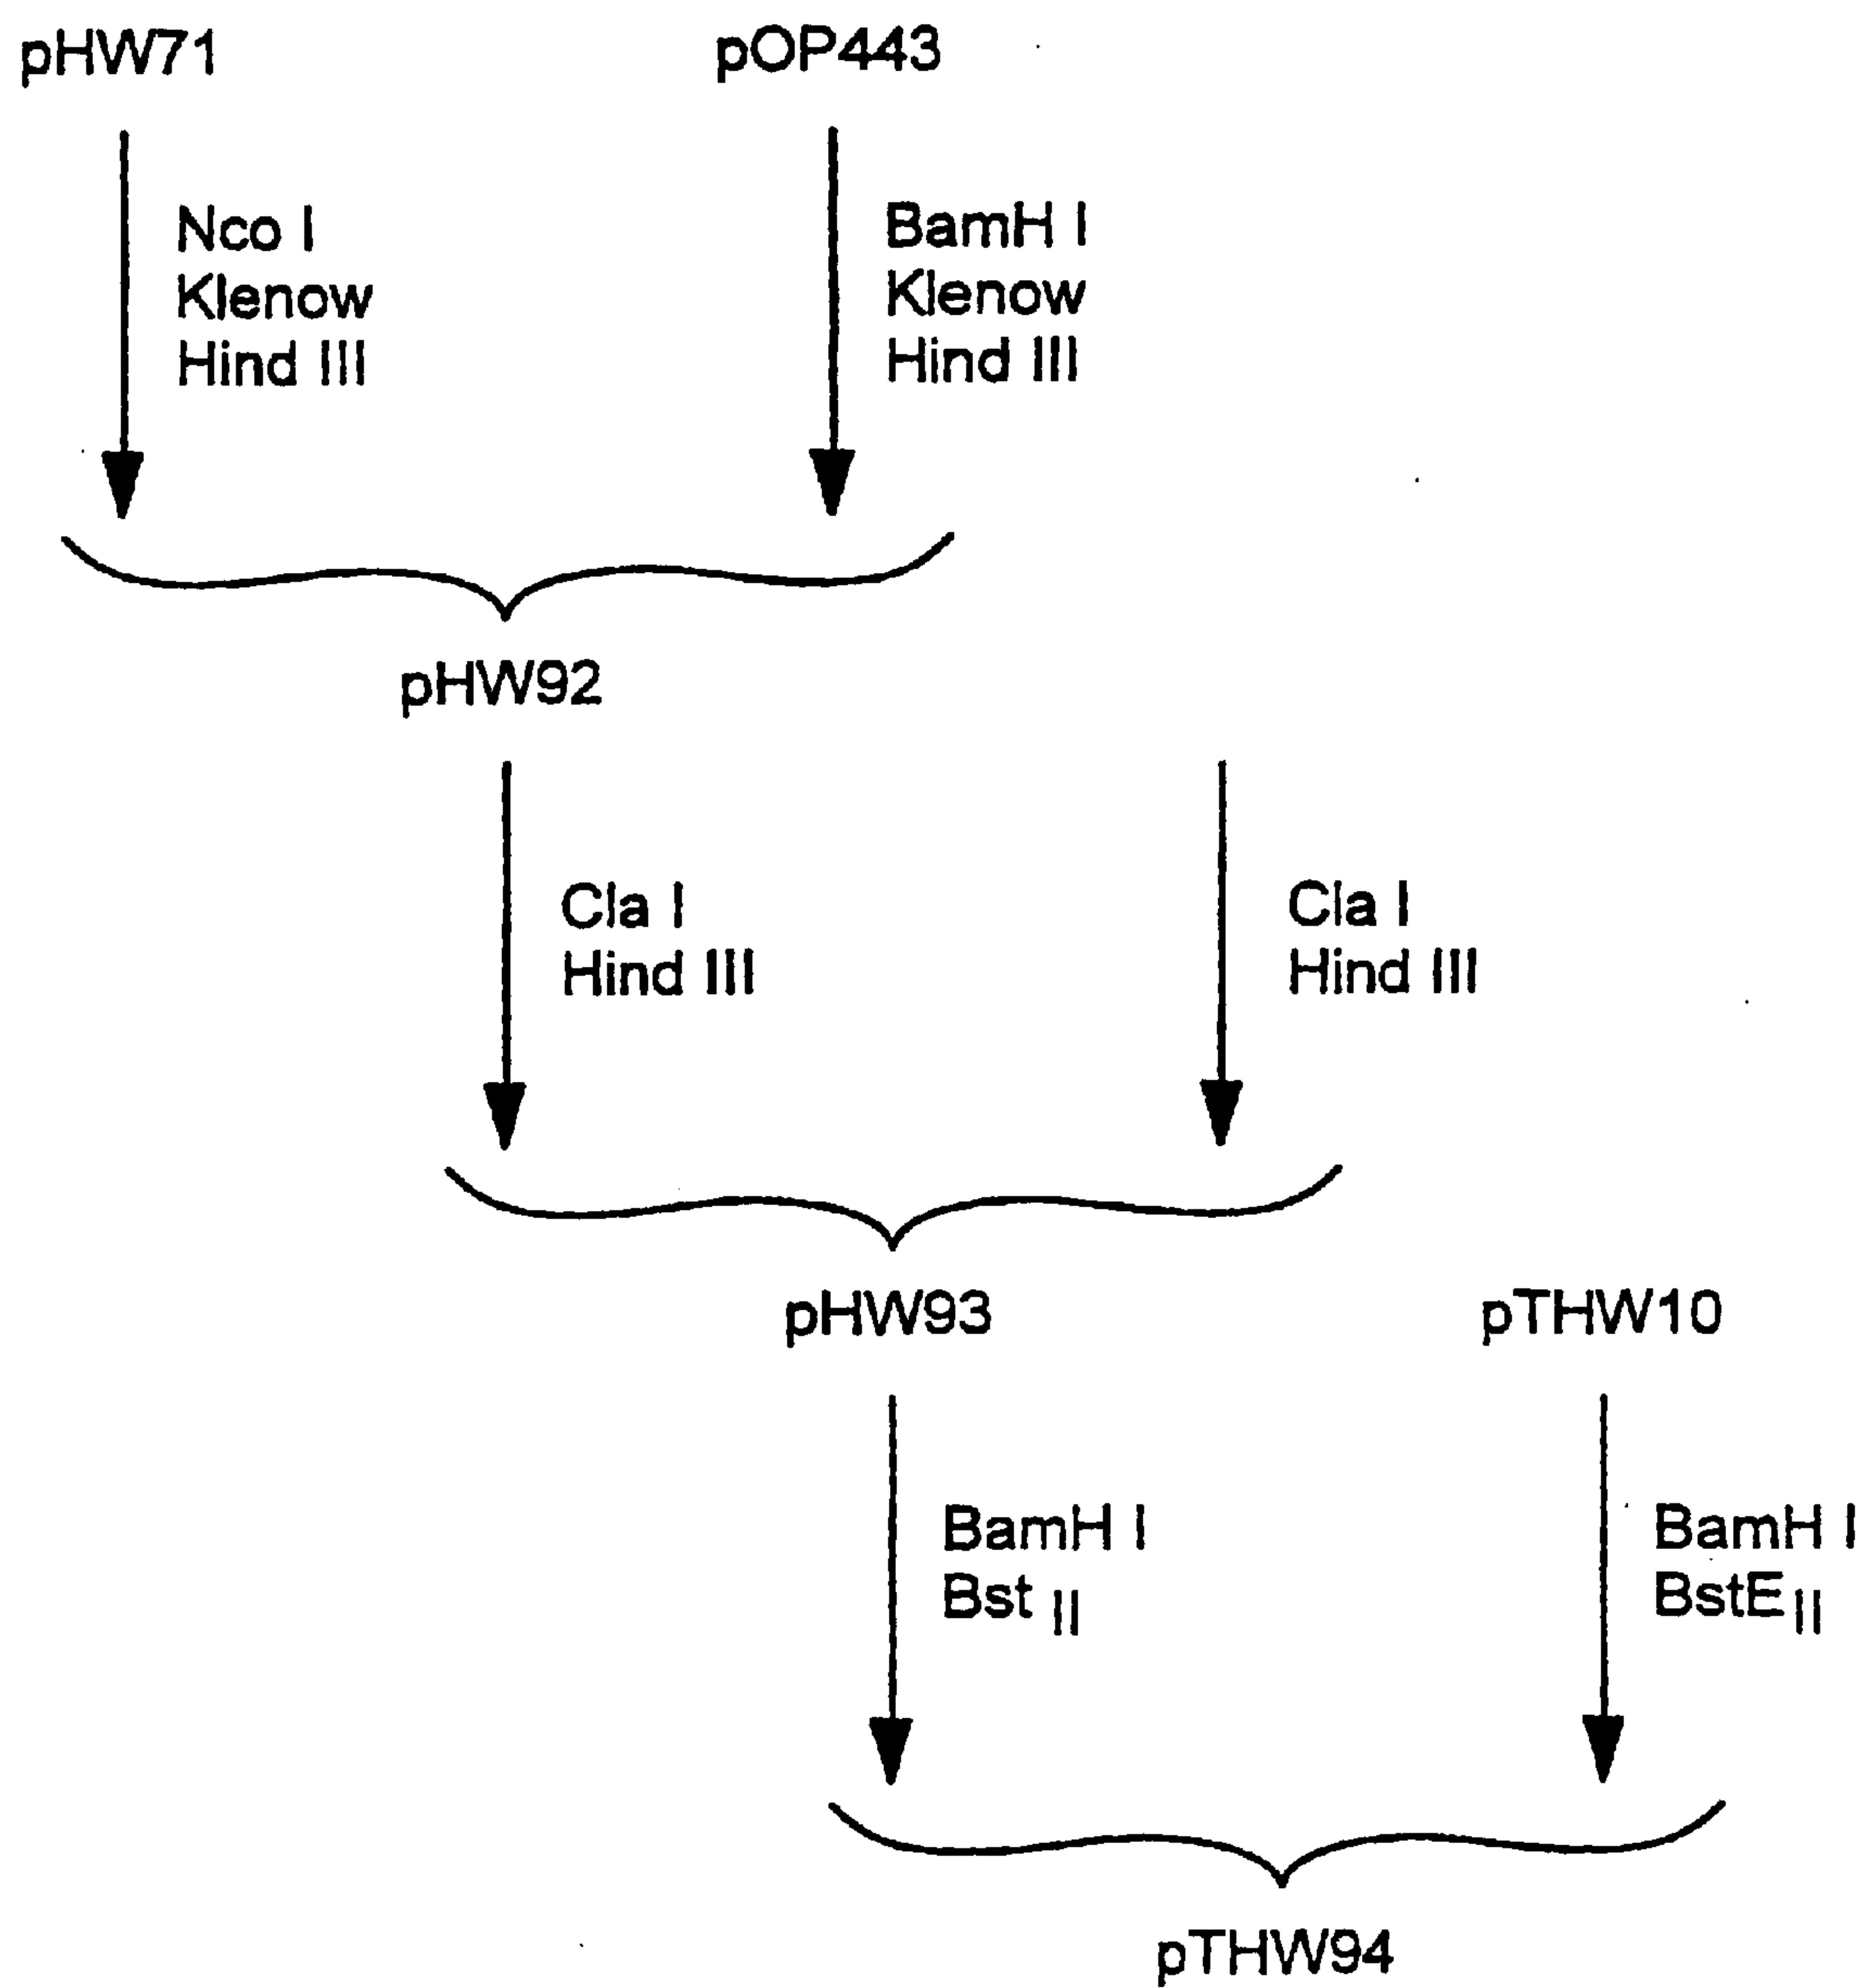 pHW71
pOP443
Nco I
Klenow
Hind III
BamH I
Klenow
Hind III
pHW92
Cla I
Hind III
Cla I
Hind III
pHW93
pTHW10
BamH I
Bst II
BamH I
BstE II
pTHW94